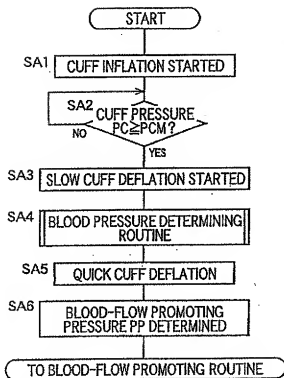 START
SA1
CUFF INFLATION STARTED
SA2
CUFF PRESSURE
PC≧PCM?
NO
YES
SA3
SLOW CUFF DEFLATION STARTED
SA4
BLOOD PRESSURE DETERMINING
ROUTINE
SA5
QUICK CUFF DEFLATION
SA6
BLOOD-FLOW PROMOTING
PRESSURE PP DETERMINED
TO BLOOD-FLOW PROMOTING ROUTINE